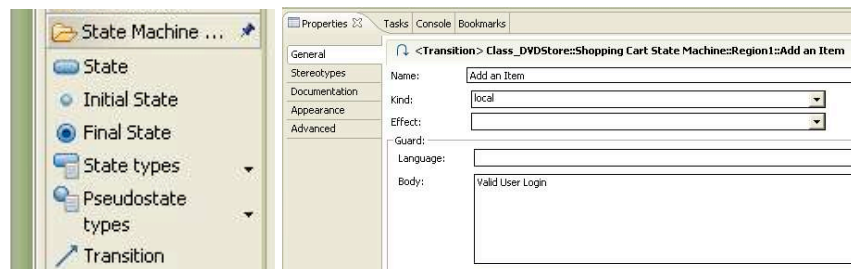 State Machine ...
State
Initial State
Final State
State types
Pseudostate
types
Transition
Properties Tasks Console Bookmarks
General
Stereotypes
Documentation
Appearance
Advanced
<Transition> Class_DVDStore::Shopping Cart State Machine::Region1::Add an Item
Name: Add an Item
Kind: local
Effect:
Guard:
Language:
Body: Valid User Login